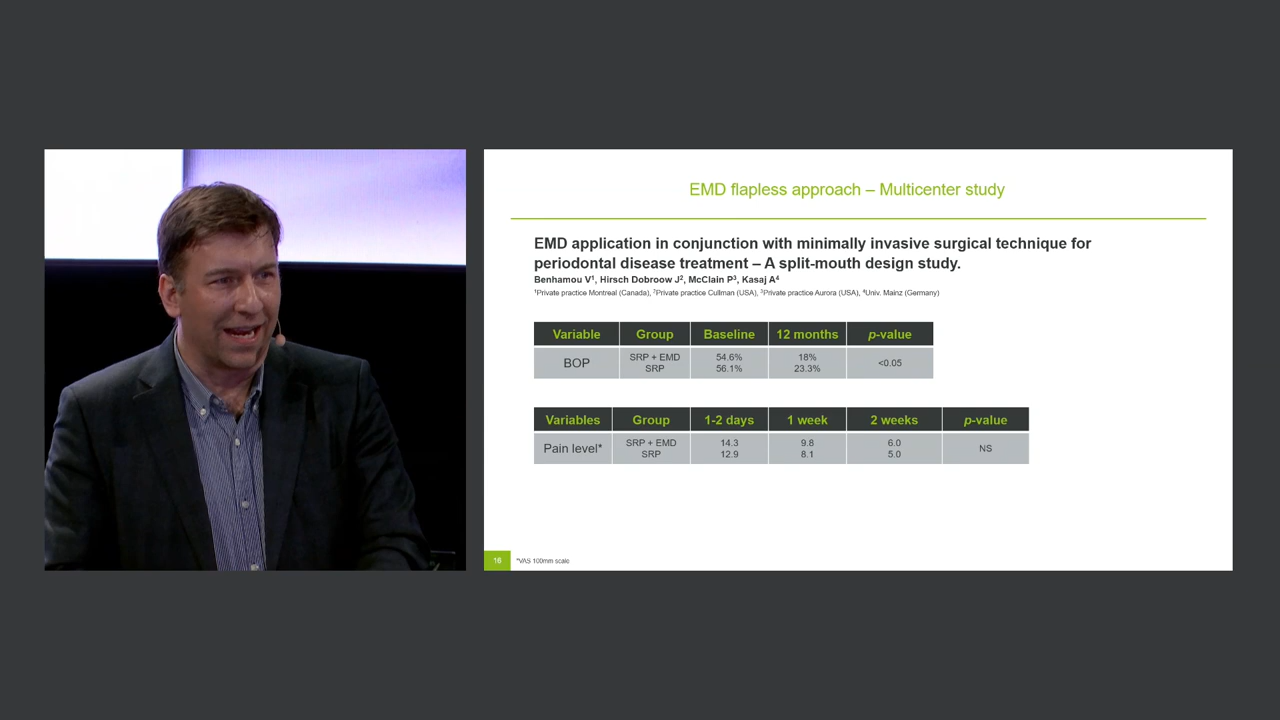 EMD flapless approach – Multicenter study
EMD application in conjunction with minimally invasive surgical technique for
periodontal disease treatment – A split-mouth design study.
Benhamou V¹, Hirsch Dobroow J², McClain P³, Kasaj A⁴
¹Private practice Montreal (Canada), ²Private practice Cullman (USA), ³Private practice Aurora (USA), ⁴Univ. Mainz (Germany)
Variable Group Baseline 12 months p-value
BOP SRP + EMD 54.6% 18% <0.05
SRP 56.1% 23.3%
Variables Group 1-2 days 1 week 2 weeks p-value
Pain level* SRP + EMD 14.3 9.8 6.0 NS
SRP 12.9 8.1 5.0
16 *VAS 100mm scale